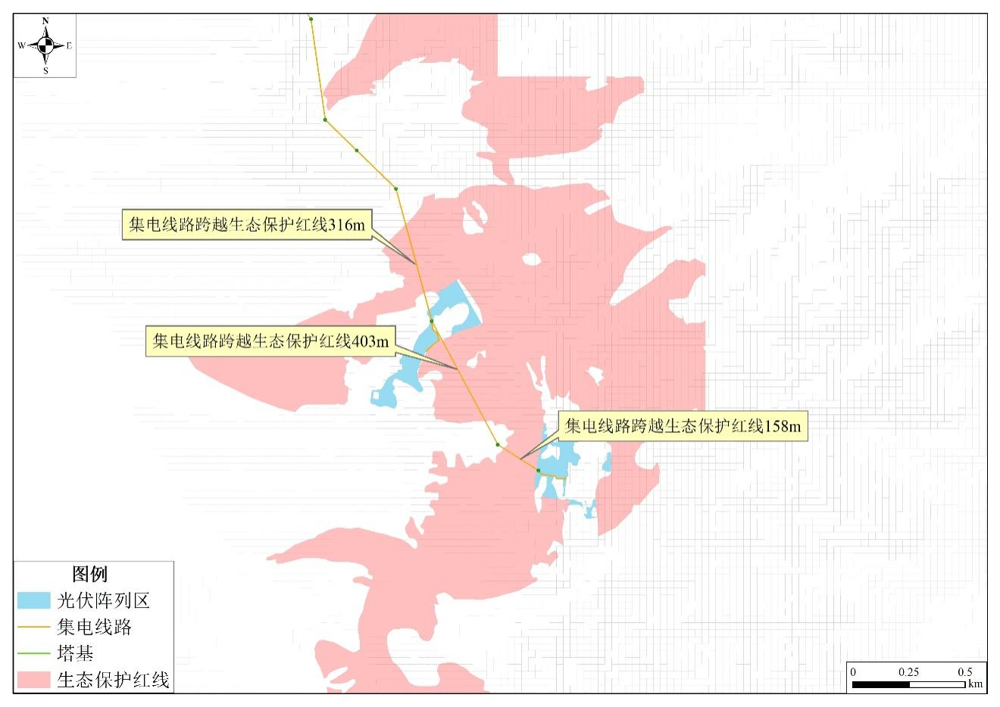 N
W E
S
集电线路跨越生态保护红线316m
集电线路跨越生态保护红线403m
集电线路跨越生态保护红线158m
图例
光伏阵列区
集电线路
塔基
生态保护红线
0 0.25 0.5
km